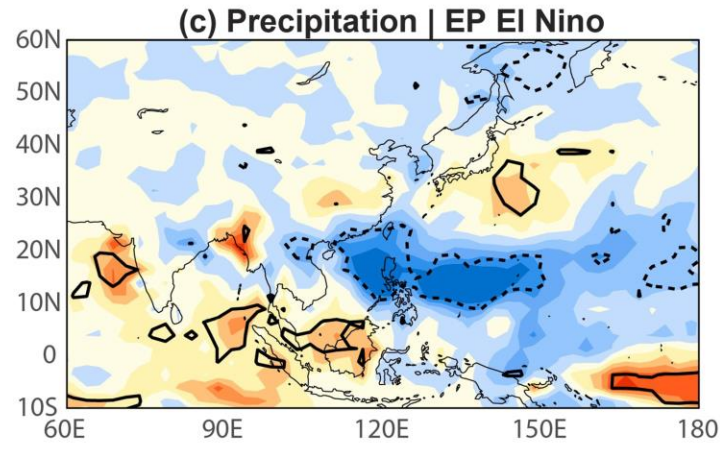 (c) Precipitation | EP El Nino
60N
50N
40N
30N
20N
10N
0
10S
60E 90E 120E 150E 180